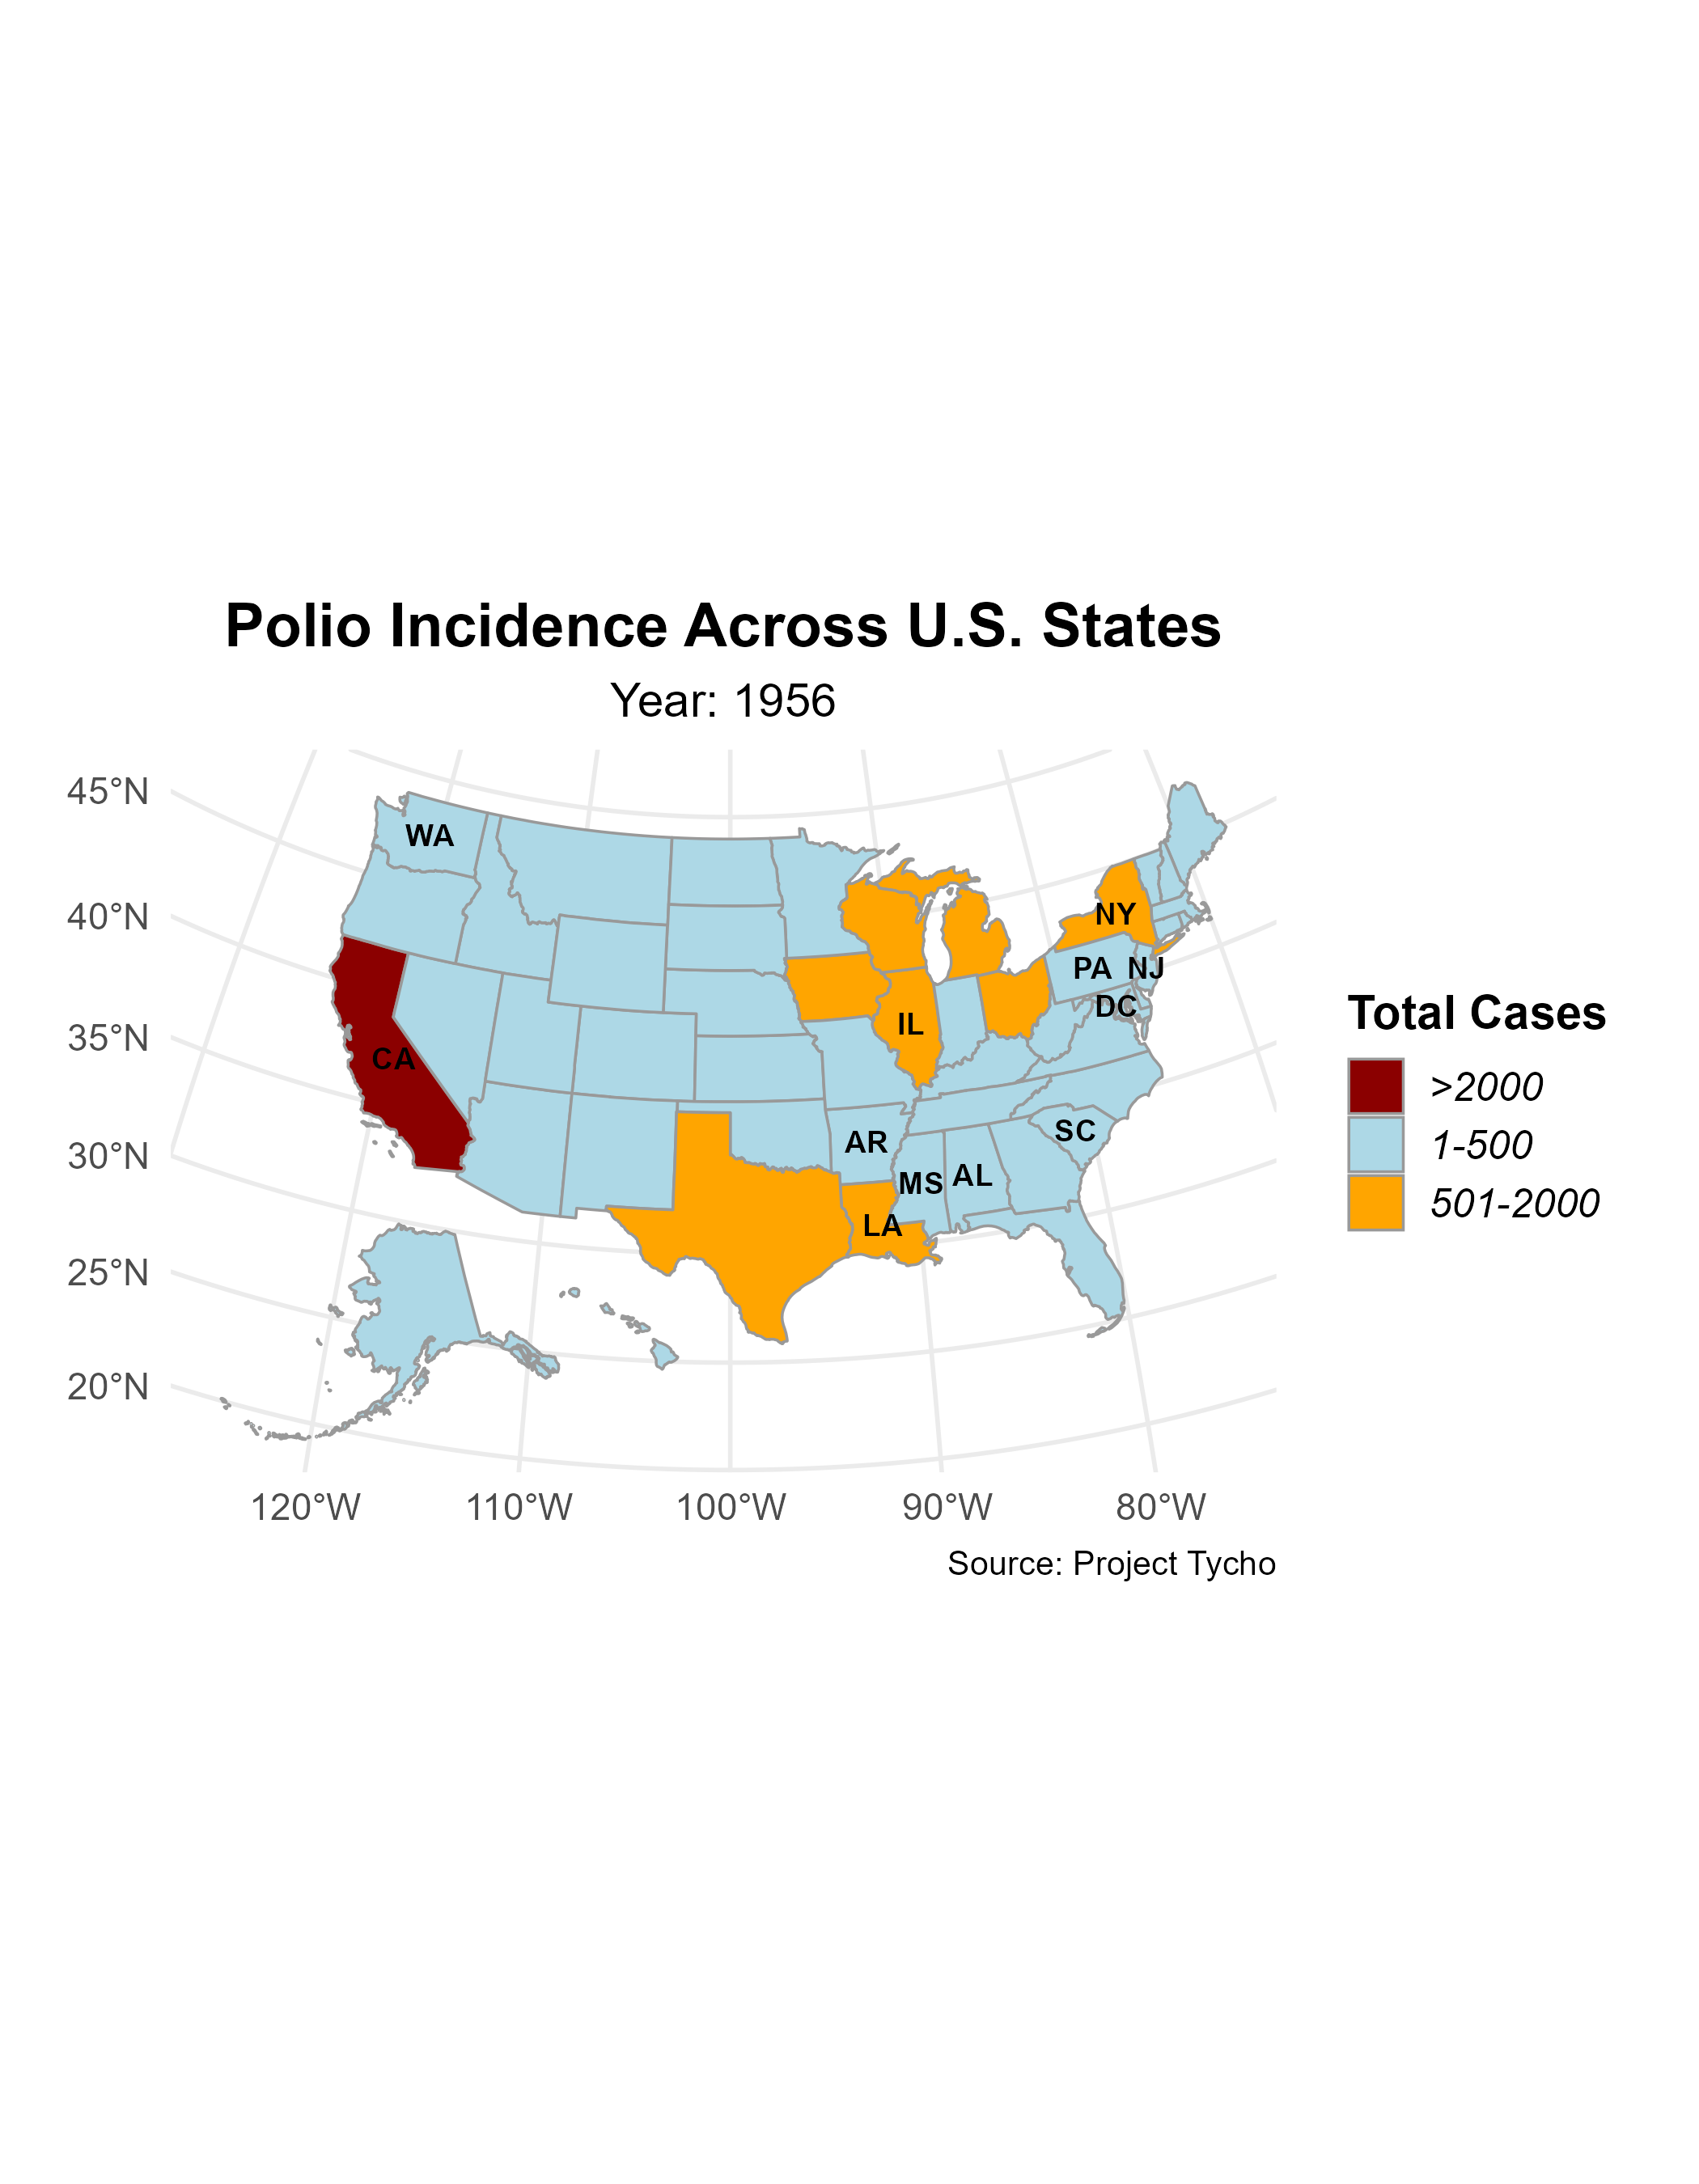 Polio Incidence Across U.S. States
Year: 1956
45°N
40°N
35°N
30°N
25°N
20°N
WA
NY
PA NJ
DC
IL
CA
AR
SC
MS AL
LA
120°W 110°W 100°W 90°W 80°W
Source: Project Tycho
Total Cases
>2000
1-500
501-2000